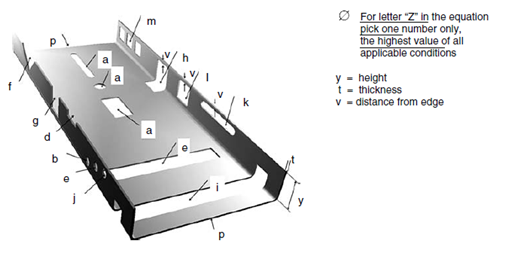 m
p
v
h
a
v
l
a
v
k
f
g
a
d
e
b
t
e
i
j
y
p
∅ For letter “Z” in the equation
pick one number only,
the highest value of all
applicable conditions
y = height
t = thickness
v = distance from edge